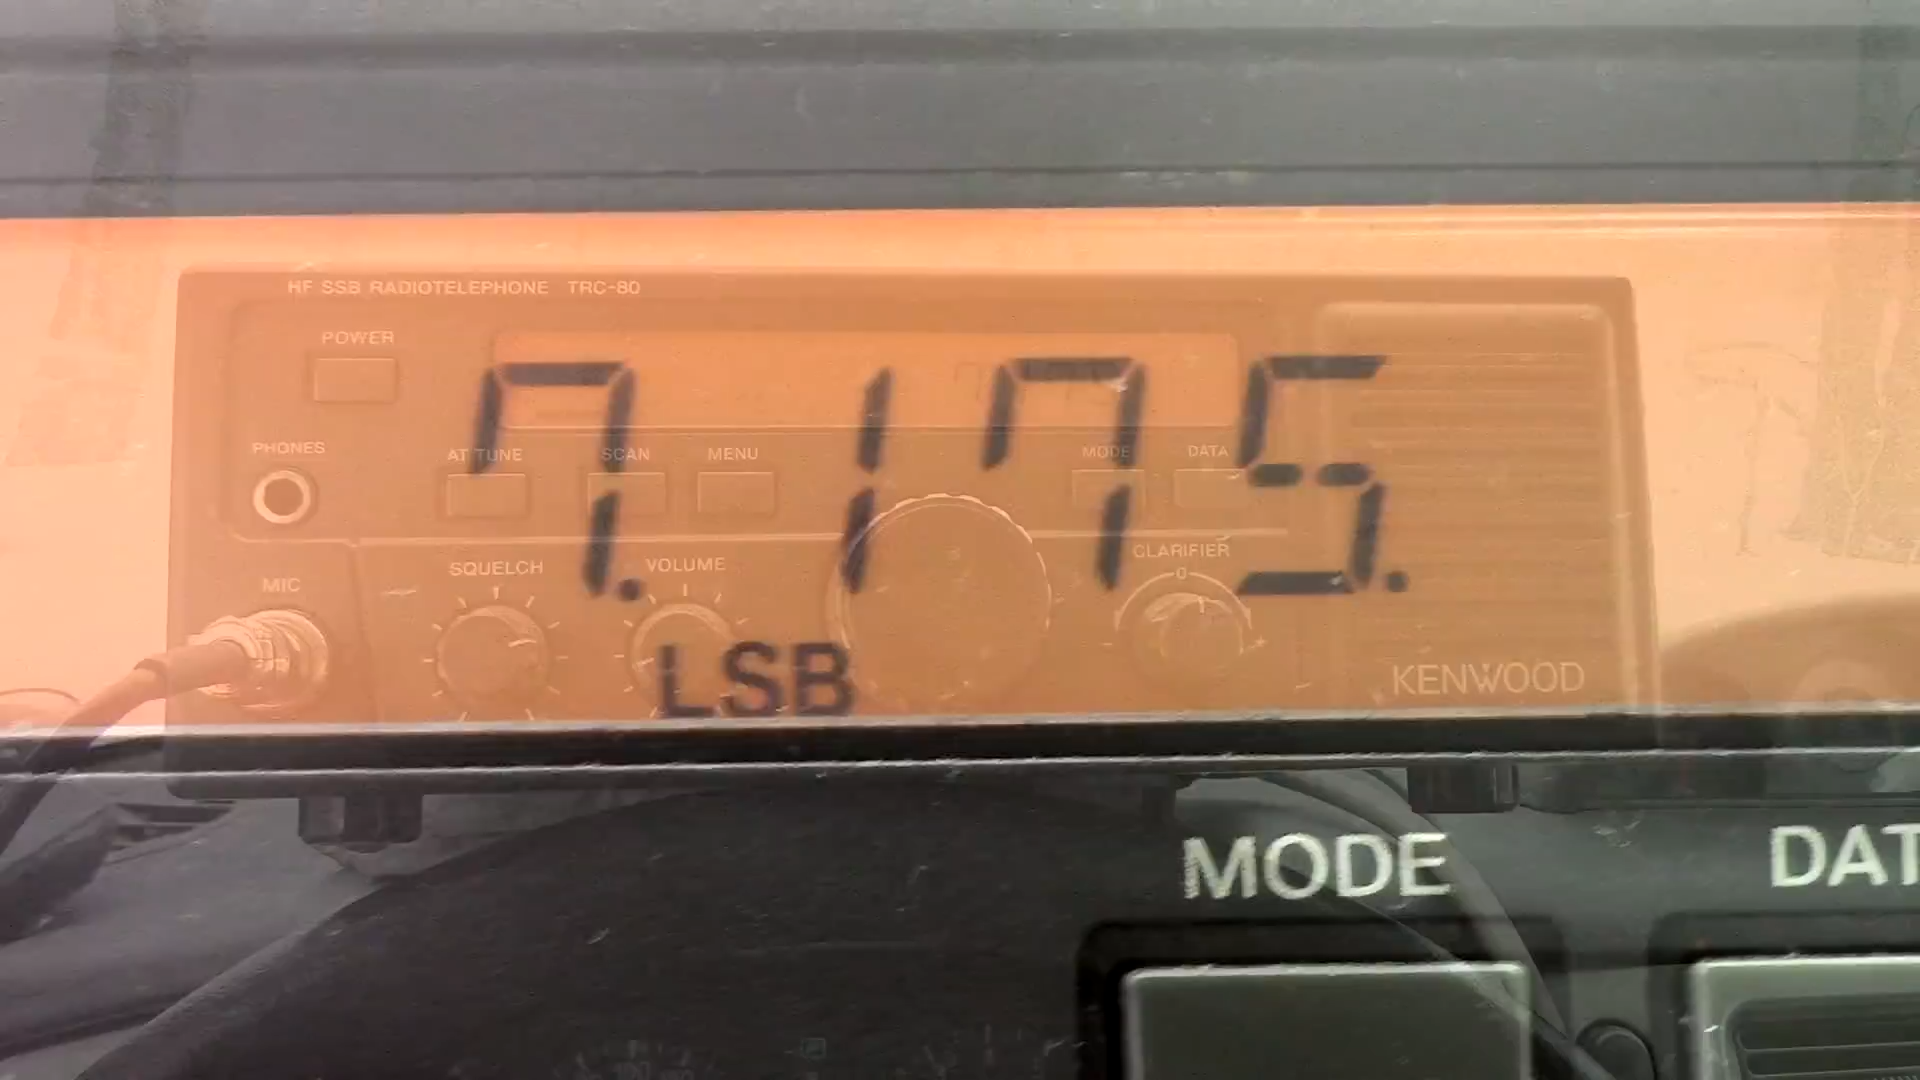 HF SSB RADIOTELEPHONE TRC-80
POWER
7.175.
PHONES
AT TUNE
SCAN
MENU
MODE
DATA
SQUELCH
VOLUME
CLARIFIER
0
MIC
LSB
KENWOOD
MODE
DAT